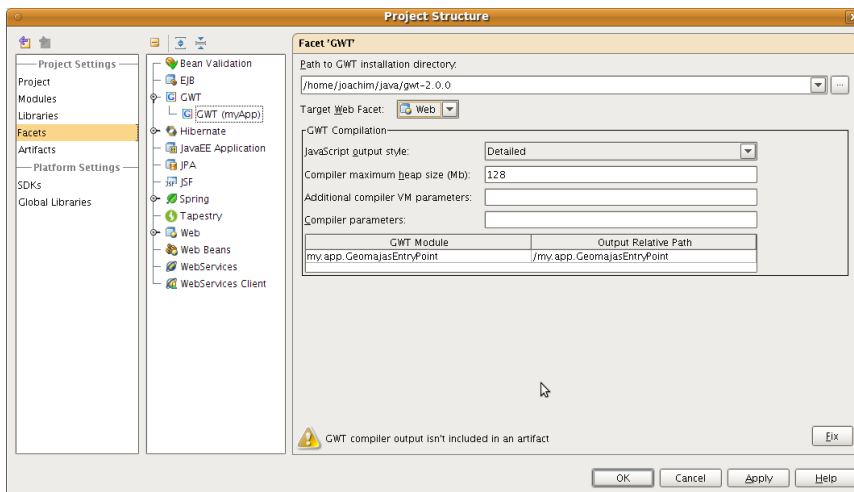 Project Structure
Project Settings
Project
Modules
Libraries
Facets
Artifacts
Platform Settings
SDKs
Global Libraries
Bean Validation
EJB
GWT
GWT (myApp)
Hibernate
JavaEE Application
JPA
JSF
Spring
Tapestry
Web
Web Beans
WebServices
WebServices Client
Facet 'GWT'
Path to GWT installation directory:
/home/joachim/java/gwt-2.0.0
Target Web Facet: Web
GWT Compilation
JavaScript output style: Detailed
Compiler maximum heap size (Mb): 128
Additional compiler VM parameters:
Compiler parameters:
GWT Module Output Relative Path
my.app.GeomajasEntryPoint /my.app.GeomajasEntryPoint
GWT compiler output isn't included in an artifact
Fix
OK Cancel Apply Help